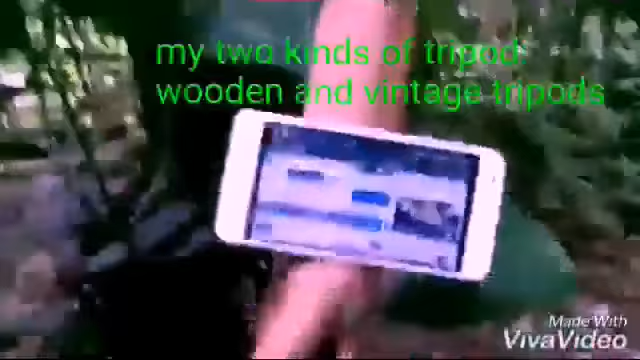 my two kinds of tripod:
wooden and vintage tripods
Made With
VivaVideo